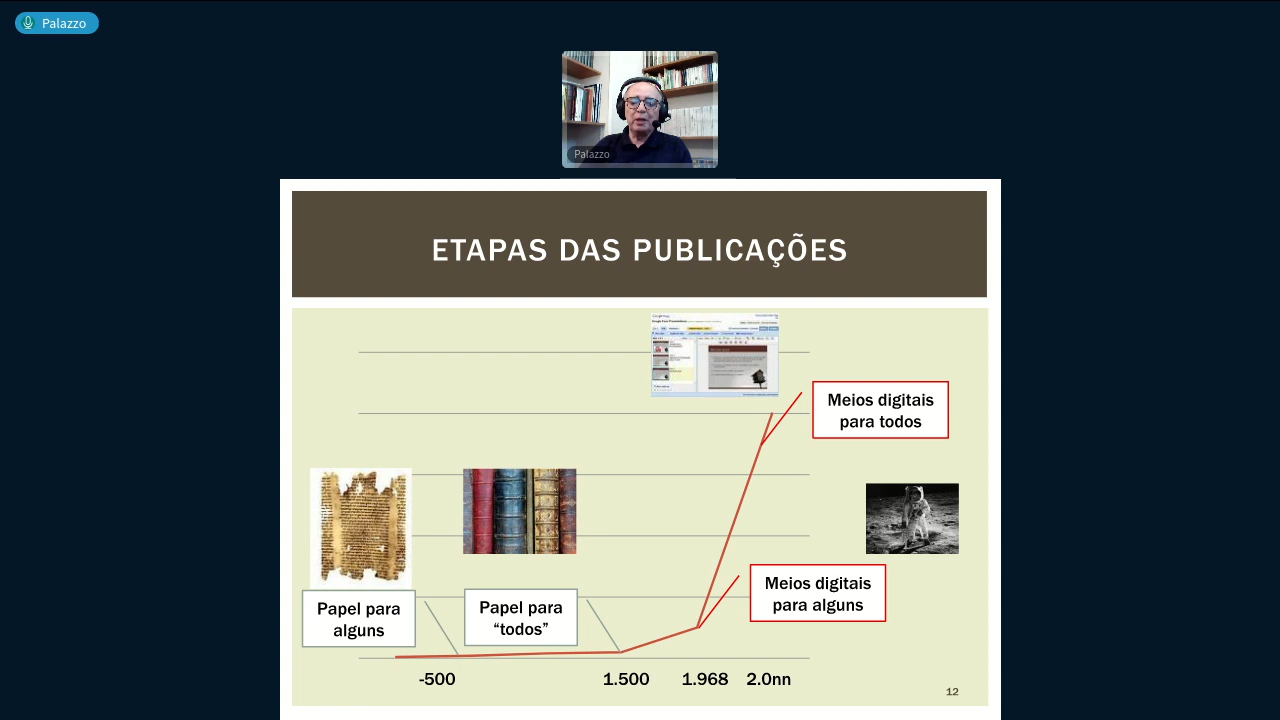 Palazzo
Palazzo
ETAPAS DAS PUBLICAÇÕES
Meios digitais
para todos
Papel para
alguns
Papel para
“todos”
Meios digitais
para alguns
-500
1.500
1.968
2.0nn
12